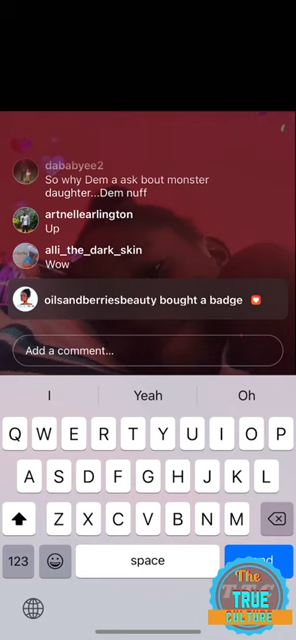 dababyee2
So why Dem a ask bout monster
daughter...Dem nuff
artnellearlington
Up
alli_the_dark_skin
Wow
oilsandberriesbeauty bought a badge
Add a comment...
I Yeah Oh
Q W E R T Y U I O P
A S D F G H J K L
Z X C V B N M
123 space
The
TRUE
CULTURE